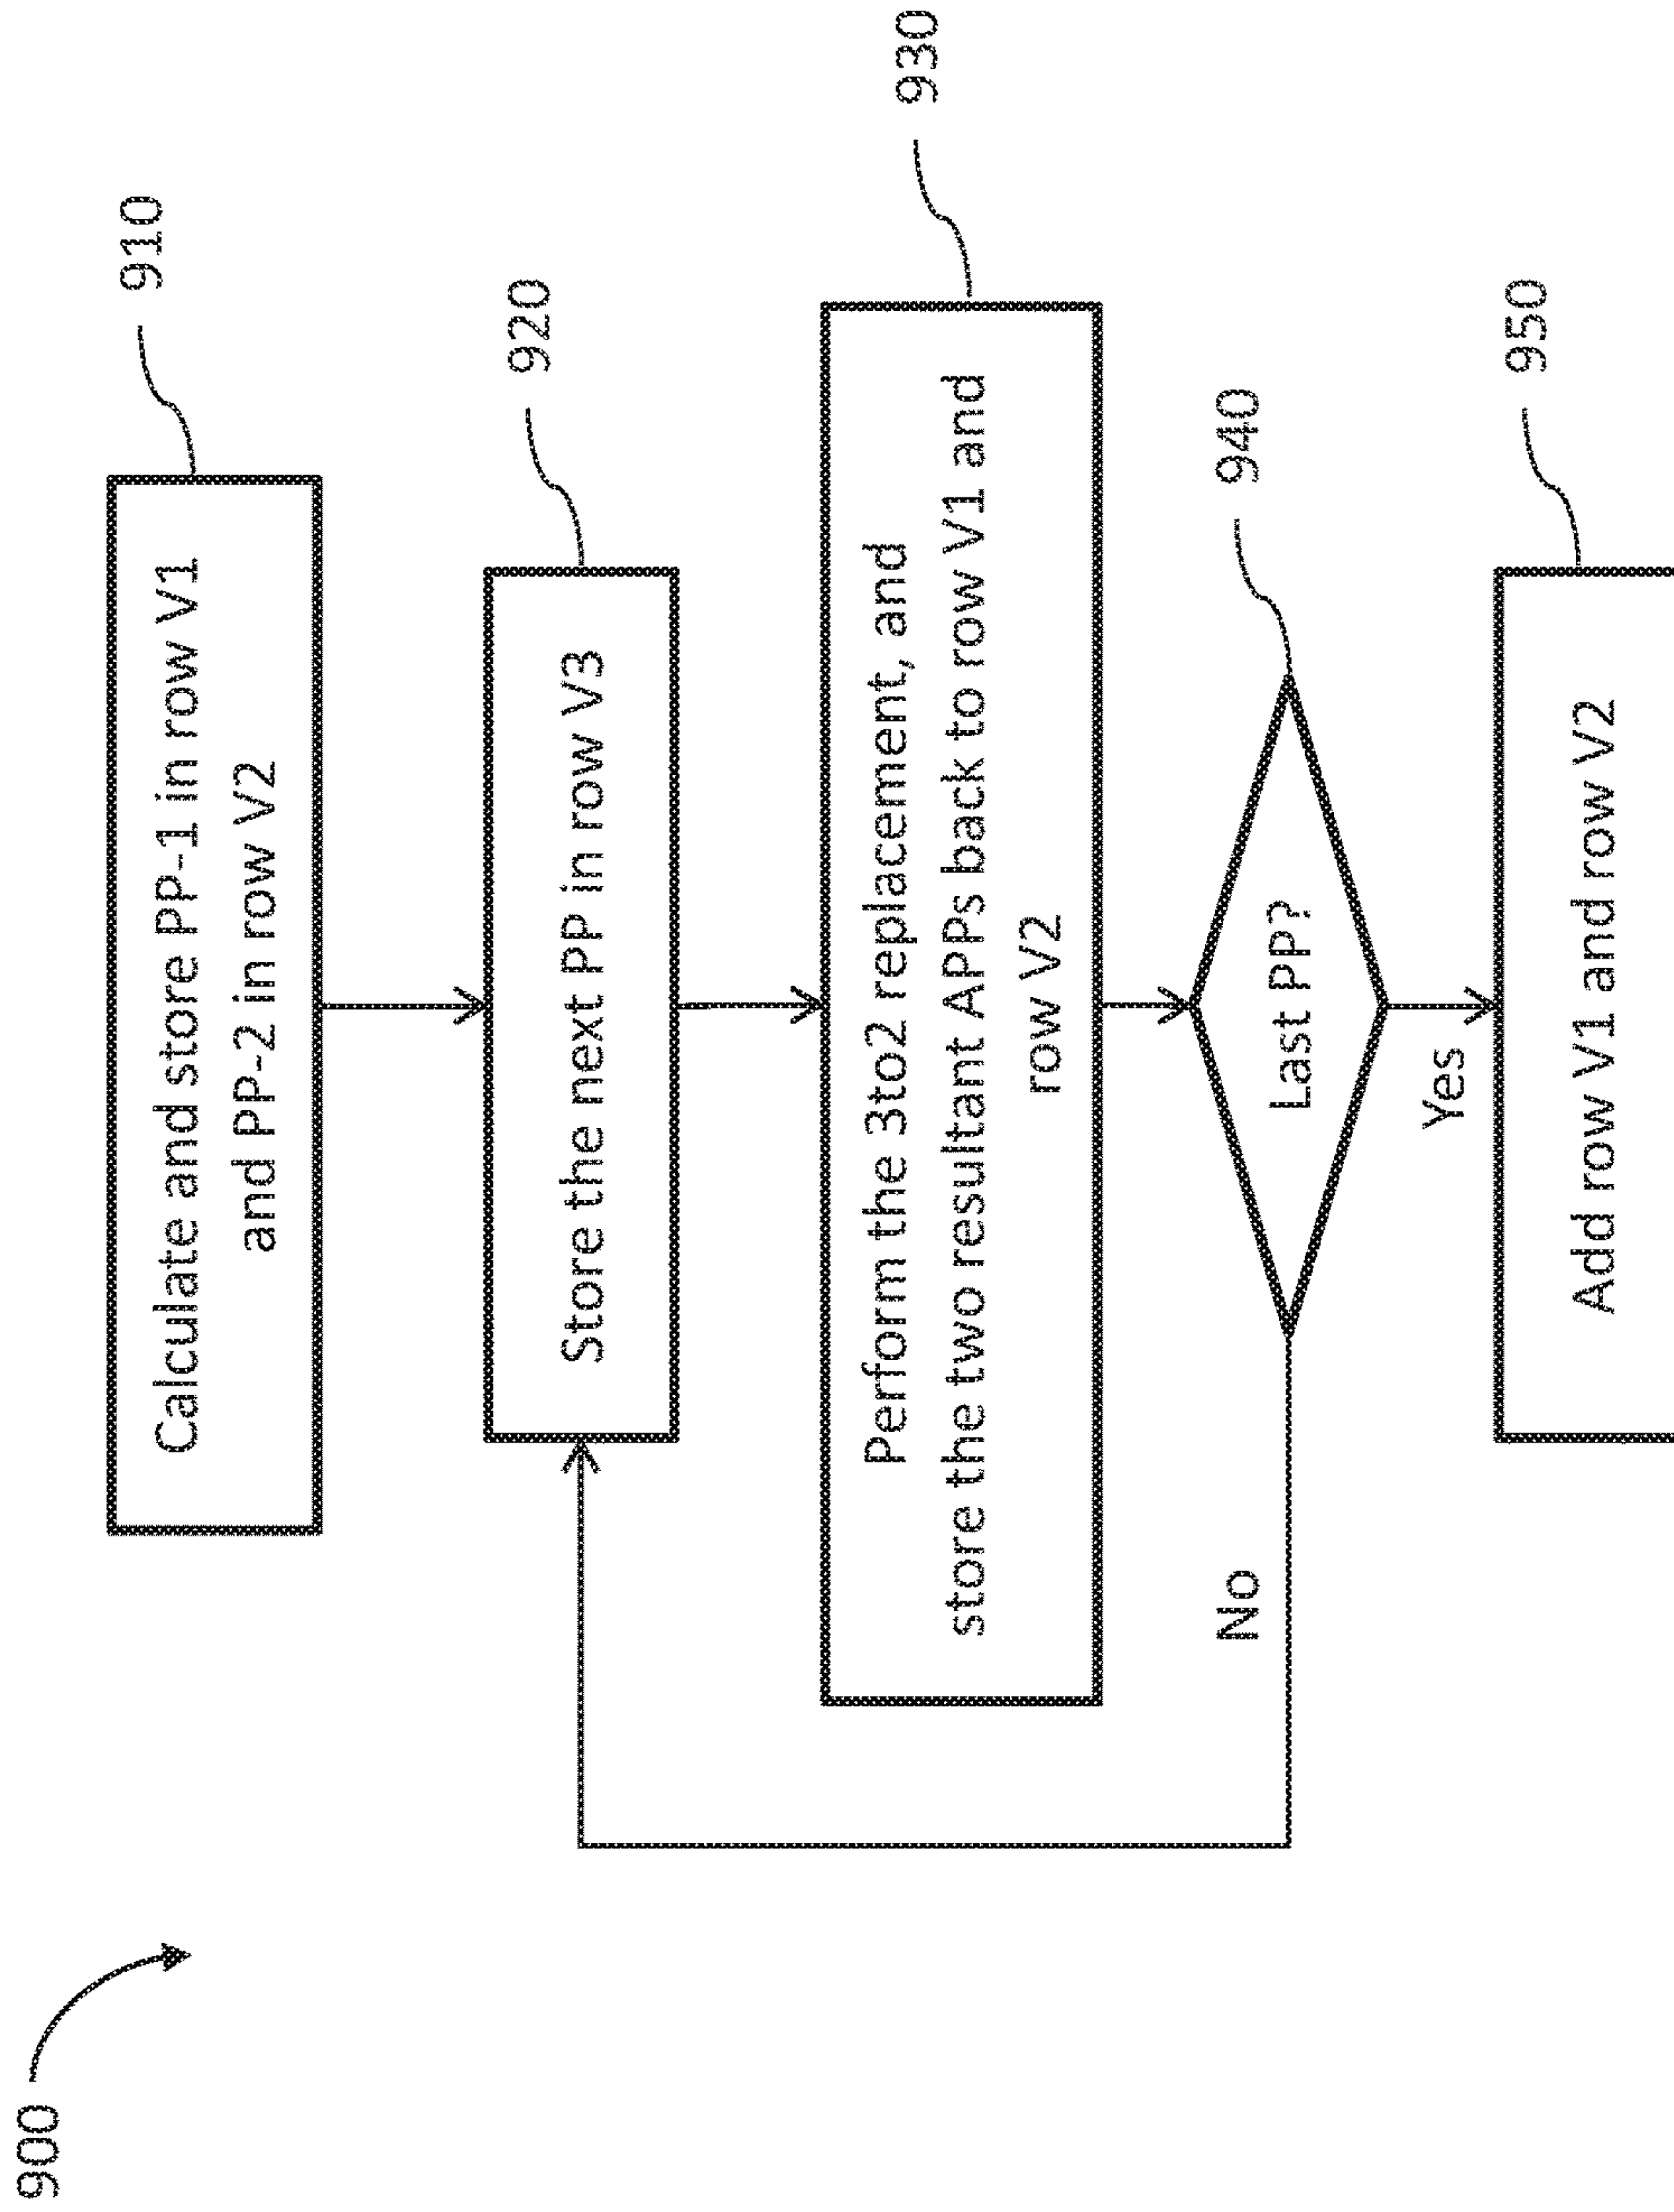 900
910
Calculate and store PP-1 in row V1
and PP-2 in row V2
920
Store the next PP in row V3
930
Perform the 3to2 replacement, and
store the two resultant APPs back to row V1 and
row V2
940
Last PP?
No
Yes
950
Add row V1 and row V2